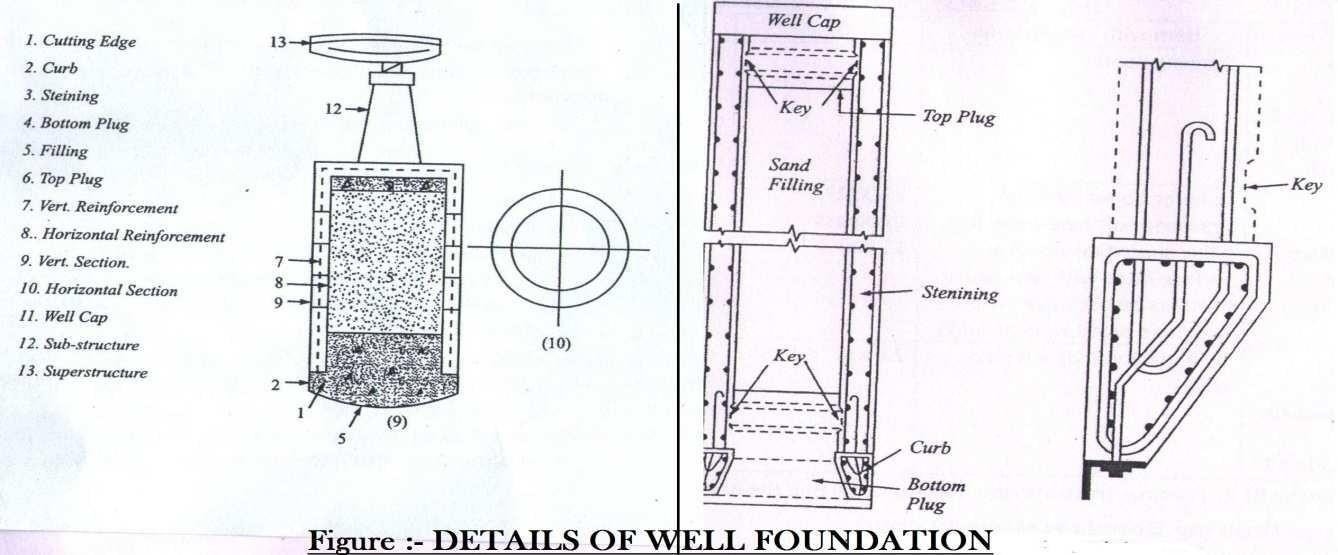 1. Cutting Edge
2. Curb
3. Steining
4. Bottom Plug
5. Filling
6. Top Plug
7. Vert. Reinforcement
8.. Horizontal Reinforcement
9. Vert. Section.
10. Horizontal Section
11. Well Cap
12. Sub-structure
13. Superstructure
13
12
7
8
9
2
1
5
(9)
(10)
Well Cap
Key
Top Plug
Sand
Filling
Stenining
Key
Curb
Bottom
Plug
Key
Figure :- DETAILS OF WELL FOUNDATION